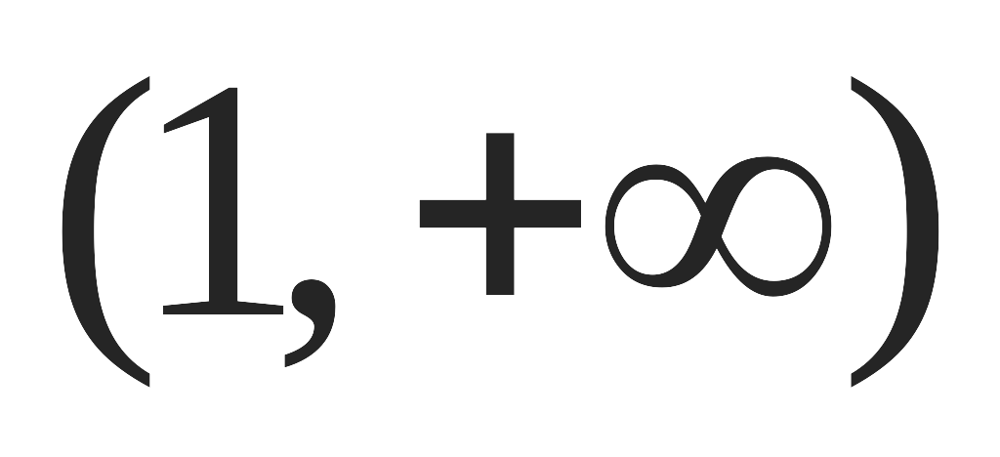 (1, +∞)